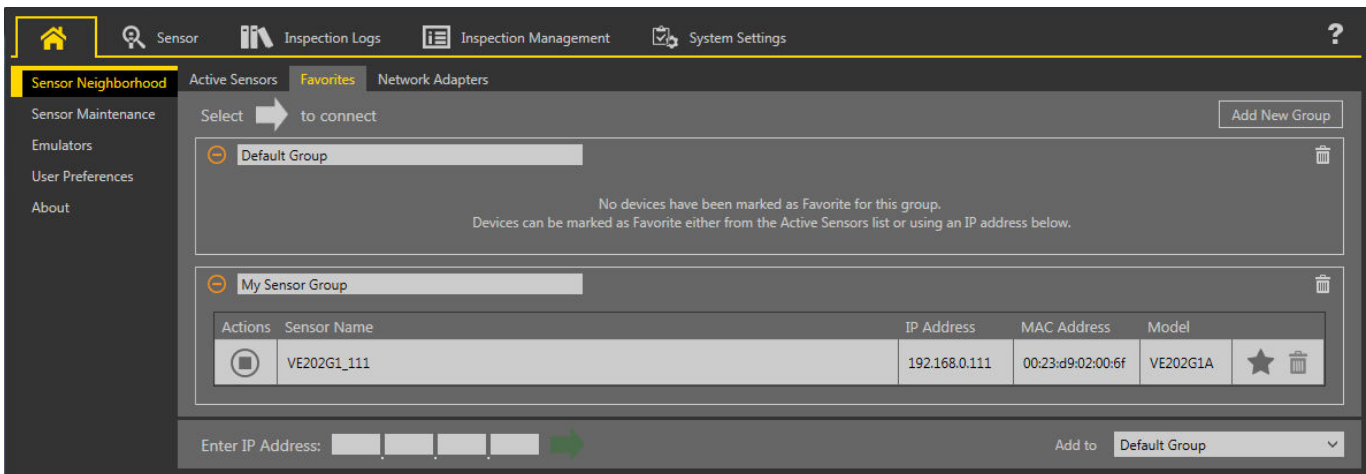 Sensor Inspection Logs Inspection Management System Settings ?
Sensor Neighborhood
Sensor Maintenance
Emulators
User Preferences
About
Active Sensors Favorites Network Adapters
Select to connect Add New Group
Default Group
No devices have been marked as Favorite for this group.
Devices can be marked as Favorite either from the Active Sensors list or using an IP address below.
My Sensor Group
Actions Sensor Name IP Address MAC Address Model
VE202G1_111 192.168.0.111 00:23:d9:02:00:6f VE202G1A
Enter IP Address: . . . Add to Default Group